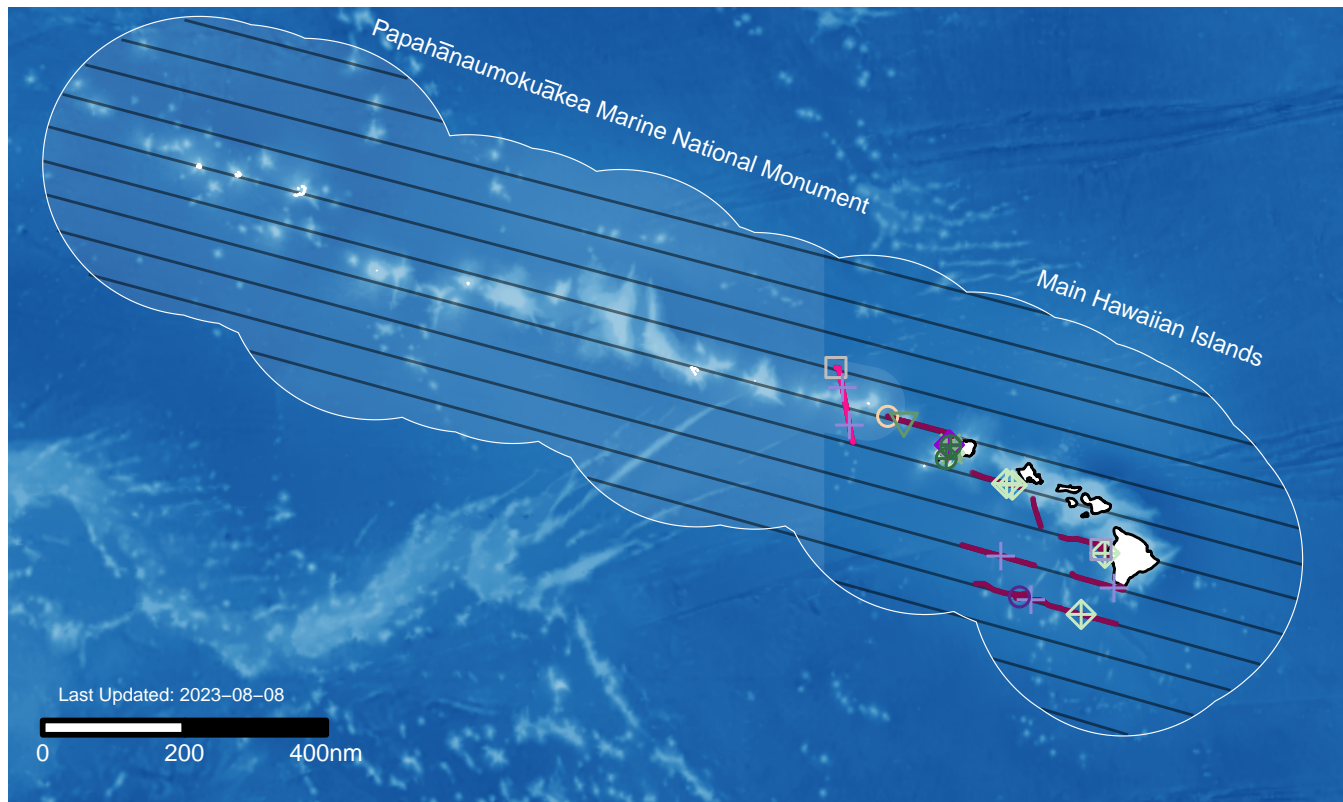 Papahānaumokuākea Marine National Monument
Main Hawaiian Islands
Last Updated: 2023−08−08
0 200 400nm